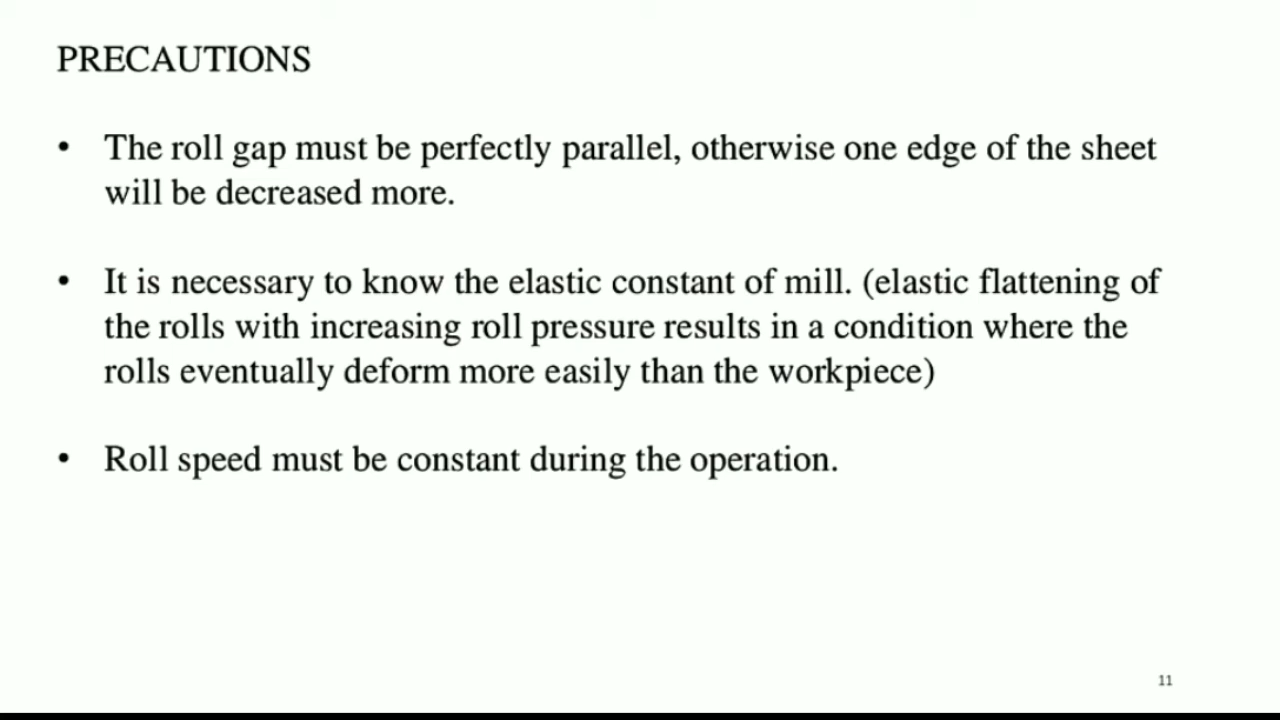 PRECAUTIONS
• The roll gap must be perfectly parallel, otherwise one edge of the sheet
will be decreased more.
• It is necessary to know the elastic constant of mill. (elastic flattening of
the rolls with increasing roll pressure results in a condition where the
rolls eventually deform more easily than the workpiece)
• Roll speed must be constant during the operation.
11